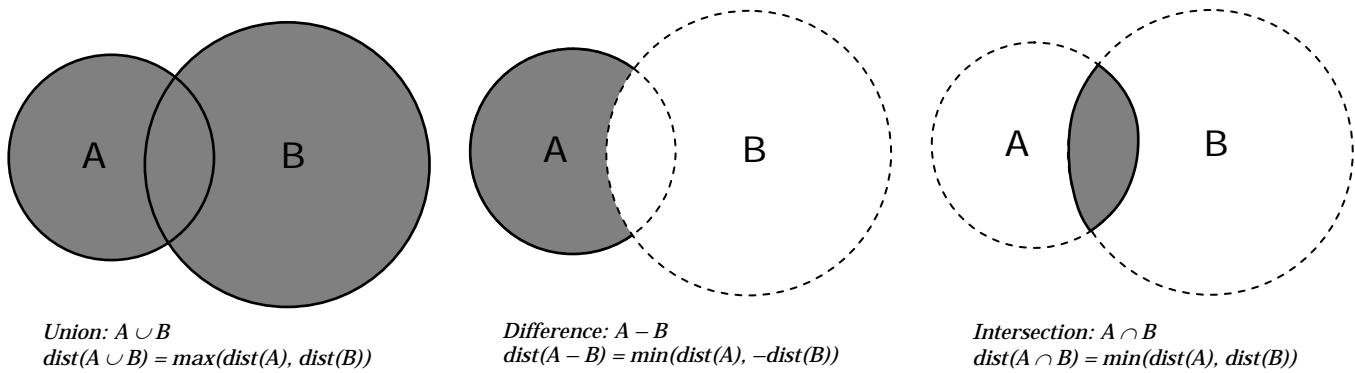 A
B
A
B
A
B
Union: A ∪ B
dist(A ∪ B) = max(dist(A), dist(B))
Difference: A – B
dist(A – B) = min(dist(A), –dist(B))
Intersection: A ∩ B
dist(A ∩ B) = min(dist(A), dist(B))